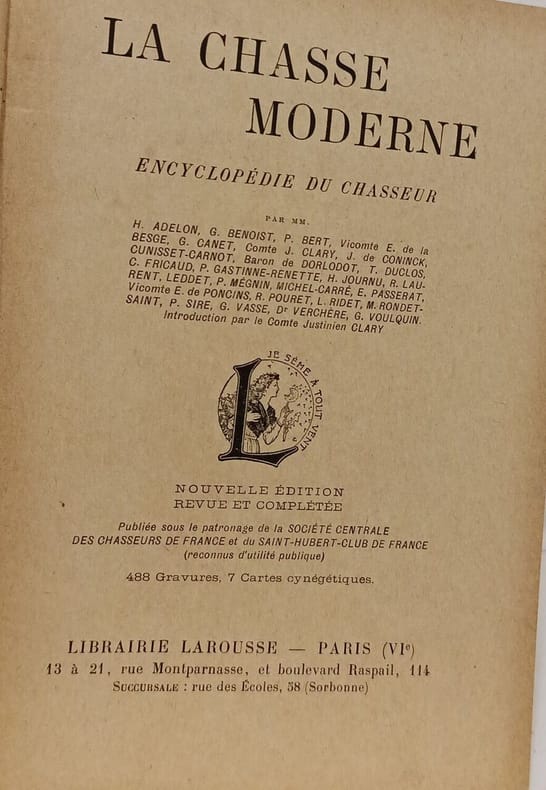 LA CHASSE
MODERNE
ENCYCLOPÉDIE DU CHASSEUR
PAR MM.
H. ADELON, G. BENOIST, P. BERT, Vicomte E. de la
BESGE, G. CANET, Comte J. CLARY, J. de CONINCK,
CUNISSET-CARNOT, Baron de DORLODOT, T. DUCLOS,
C. FRICAUD, P. GASTINNE-RENETTE, H. JOURNU, R. LAU-
RENT, LEDDET, P. MÉGNIN, MICHEL-CARRÉ, E. PASSERAT,
Vicomte E. de PONCINS, R. POURET, L. RIDET, M. RONDET-
SAINT, P. SIRE, G. VASSE, Dr VERCHÈRE, G. VOULQUIN.
Introduction par le Comte Justinien CLARY
JE SÈME À TOUT VENT
L
NOUVELLE ÉDITION
REVUE ET COMPLÉTÉE
Publiée sous le patronage de la SOCIÉTÉ CENTRALE
DES CHASSEURS DE FRANCE et du SAINT-HUBERT-CLUB DE FRANCE
(reconnus d'utilité publique)
488 Gravures, 7 Cartes cynégétiques.
LIBRAIRIE LAROUSSE — PARIS (VIe)
13 à 21, rue Montparnasse, et boulevard Raspail, 114
SUCCURSALE : rue des Écoles, 58 (Sorbonne)